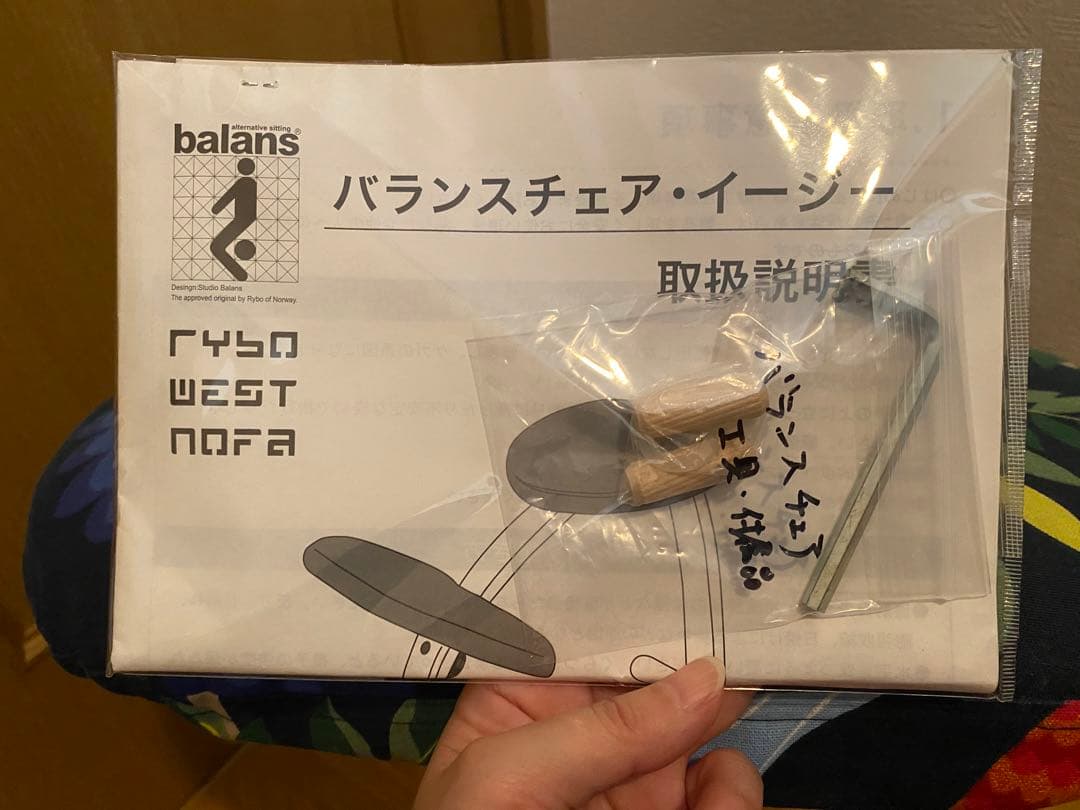 alternative sitting
balans®
Design:Studio Balans
The approved original by Rybo of Norway.
バランスチェア・イージー
取扱説明書
rybo
west
nofa
バランスチェア
工具・付属品